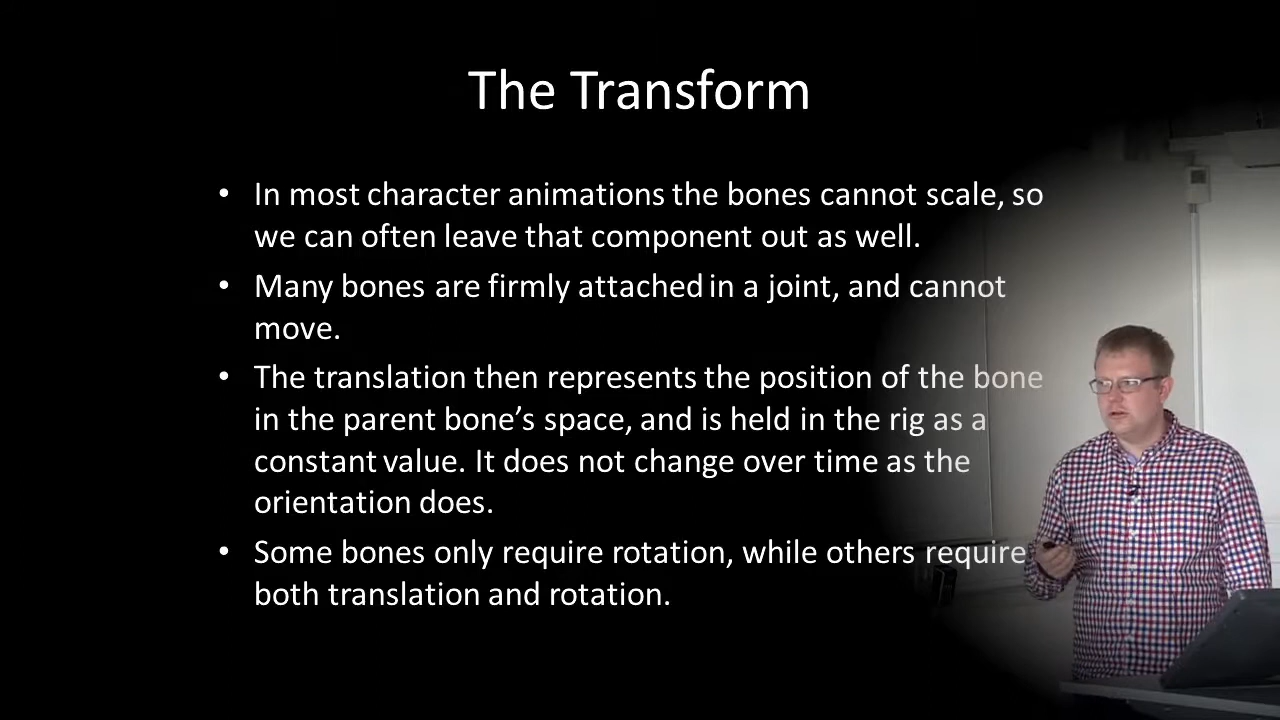 The Transform
• In most character animations the bones cannot scale, so
we can often leave that component out as well.
• Many bones are firmly attached in a joint, and cannot
move.
• The translation then represents the position of the bone
in the parent bone’s space, and is held in the rig as a
constant value. It does not change over time as the
orientation does.
• Some bones only require rotation, while others require
both translation and rotation.